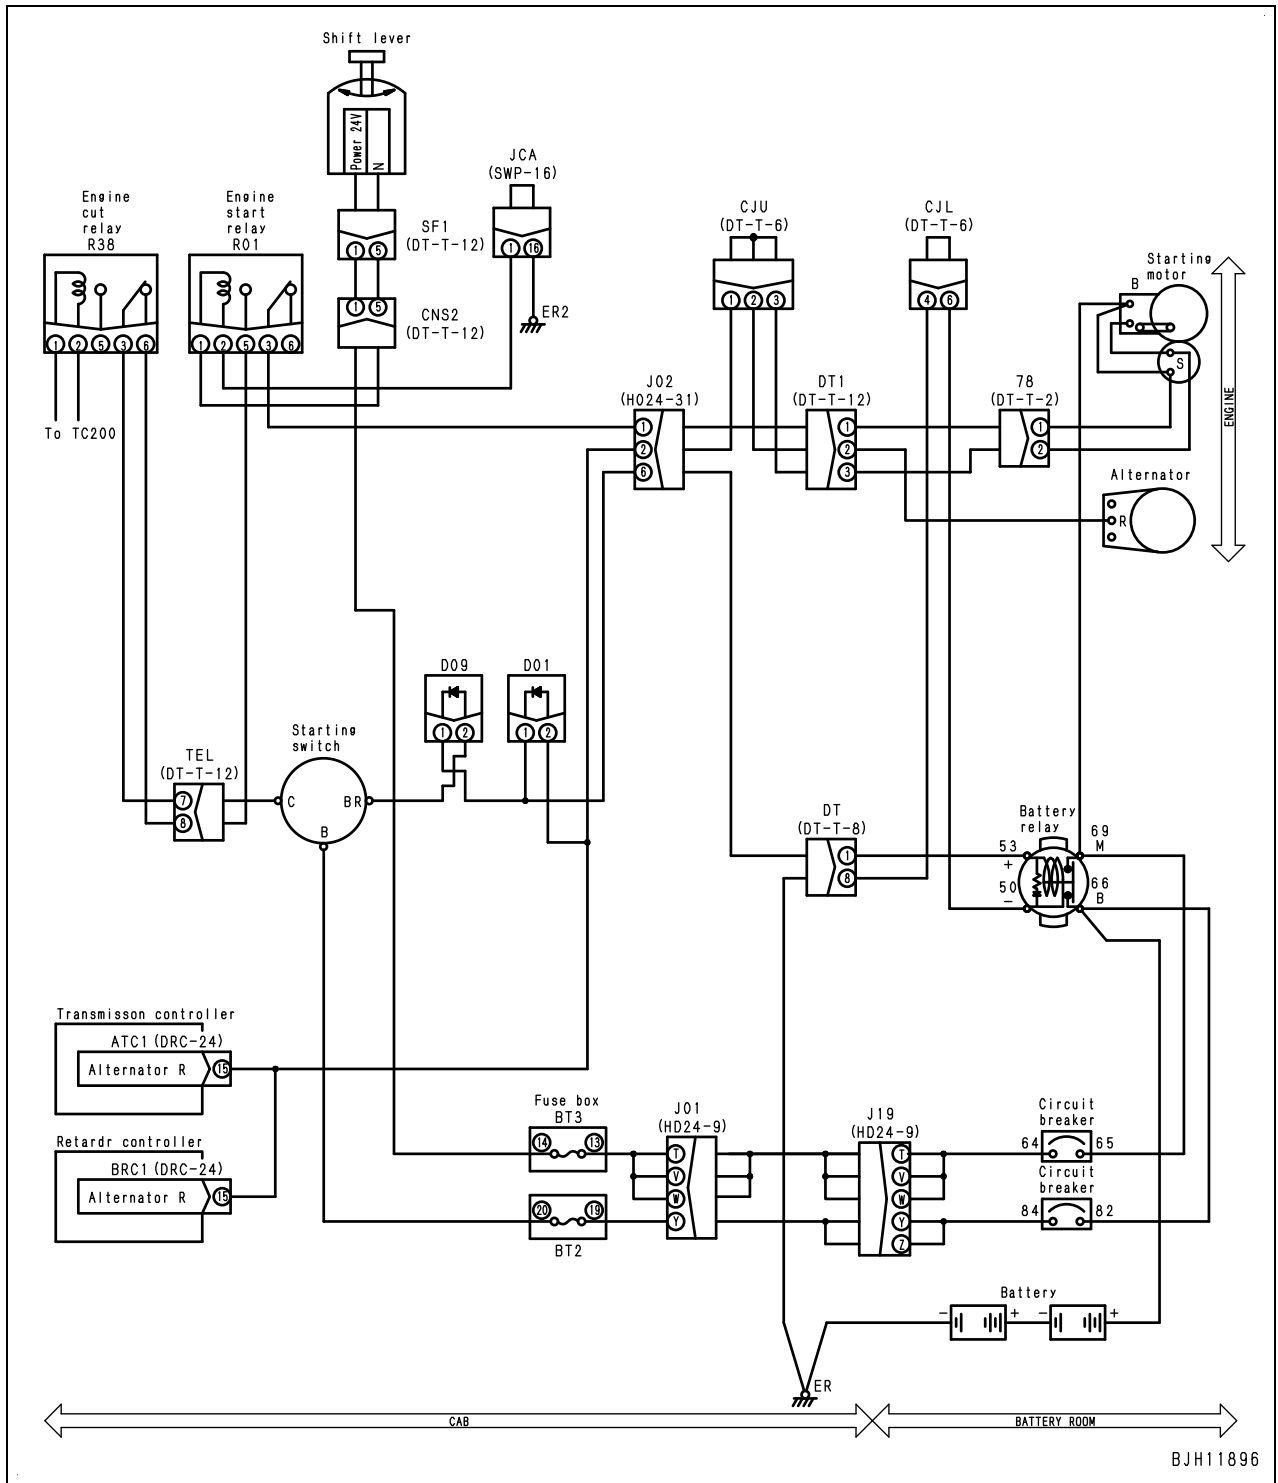 Shift lever
Power 24V
N
JCA
(SWP-16)
1 16
ER2
Engine
cut
relay
R38
1 2 5 3 6
To TC200
Engine
start
relay
R01
1 2 5 3 6
SF1
(DT-T-12)
1 5
CNS2
(DT-T-12)
1 5
CJU
(DT-T-6)
1 2 3
CJL
(DT-T-6)
4 6
Starting
motor
B
S
ENGINE
J02
(H024-31)
1
2
6
DT1
(DT-T-12)
1
2
3
78
(DT-T-2)
1
2
Alternator
R
D09
1 2
D01
1 2
Starting
switch
C
BR
B
TEL
(DT-T-12)
7
8
DT
(DT-T-8)
1
8
Battery
relay
53
+
50
-
69
M
66
B
Transmisson controller
ATC1 (DRC-24)
Alternator R 15
Retardr controller
BRC1 (DRC-24)
Alternator R 15
Fuse box
BT3
14 13
20 19
BT2
J01
(HD24-9)
T
V
W
Y
J19
(HD24-9)
T
V
W
Y
Z
Circuit
breaker
64 65
Circuit
breaker
84 82
Battery
- + - +
ER
CAB
BATTERY ROOM
BJH11896